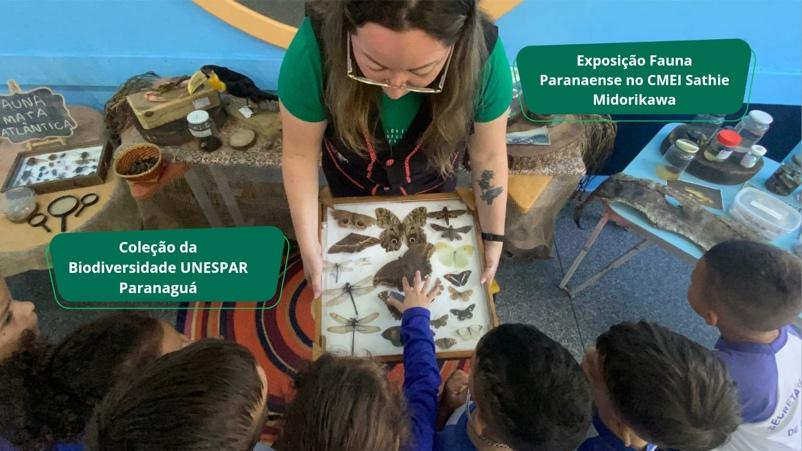 Exposição Fauna
Paranaense no CMEI Sathie
Midorikawa
FAUNA
MATA
ATLÂNTICA
Coleção da
Biodiversidade UNESPAR
Paranaguá